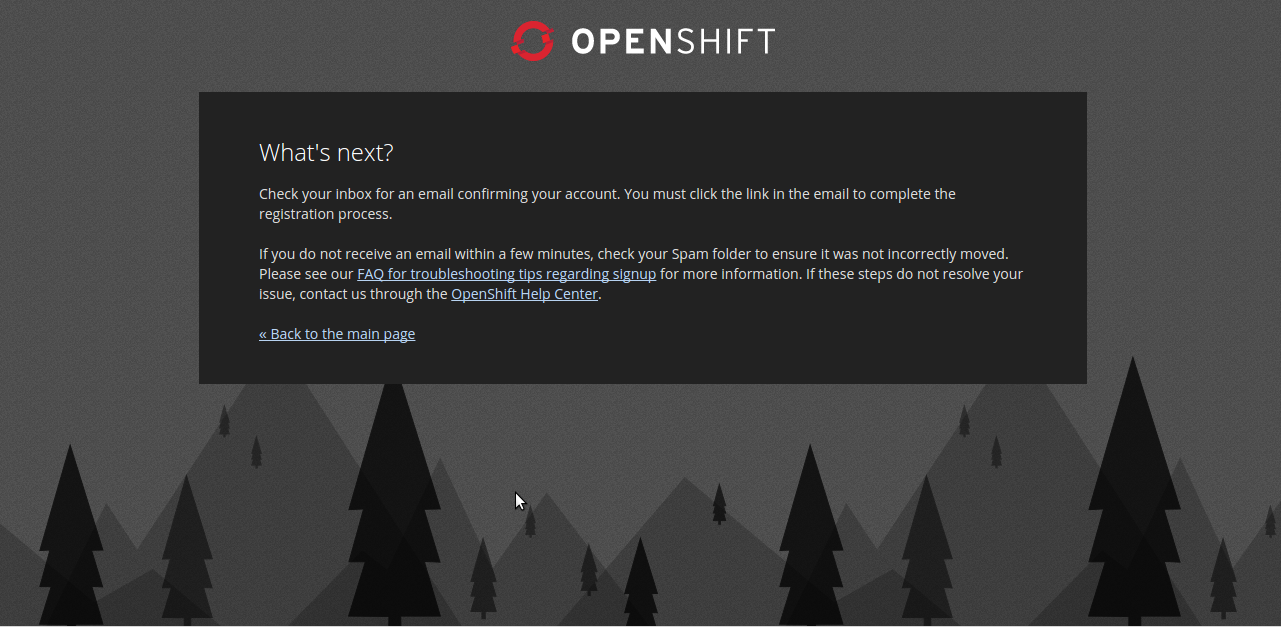 OPENSHIFT
What's next?
Check your inbox for an email confirming your account. You must click the link in the email to complete the
registration process.
If you do not receive an email within a few minutes, check your Spam folder to ensure it was not incorrectly moved.
Please see our FAQ for troubleshooting tips regarding signup for more information. If these steps do not resolve your
issue, contact us through the OpenShift Help Center.
« Back to the main page